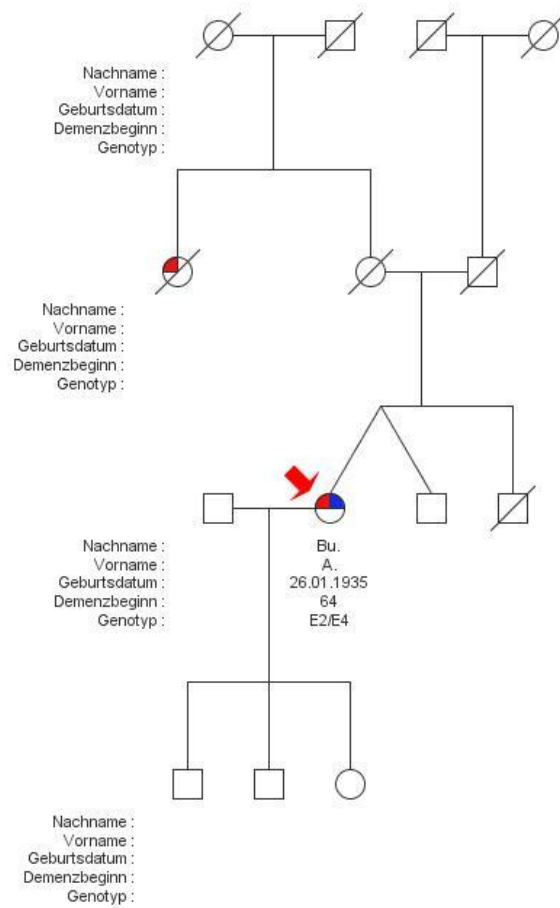 Nachname :
Vorname :
Geburtsdatum :
Demenzbeginn :
Genotyp :
Nachname :
Vorname :
Geburtsdatum :
Demenzbeginn :
Genotyp :
Nachname : Bu.
Vorname : A.
Geburtsdatum : 26.01.1935
Demenzbeginn : 64
Genotyp : E2/E4
Nachname :
Vorname :
Geburtsdatum :
Demenzbeginn :
Genotyp :